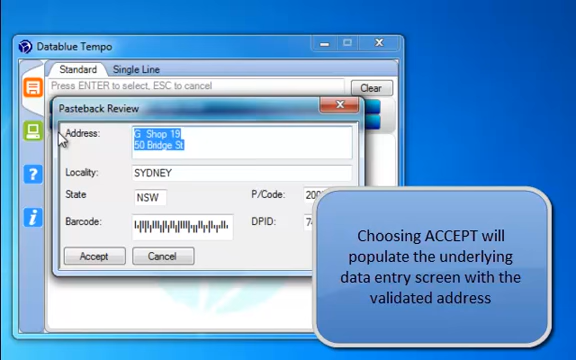 Datablue Tempo
Standard
Single Line
Press ENTER to select, ESC to cancel
Clear
Pasteback Review
Address:
G Shop 19
50 Bridge St
Locality:
SYDNEY
State
NSW
P/Code:
Barcode:
DPID:
Accept
Cancel
Choosing ACCEPT will
populate the underlying
data entry screen with the
validated address